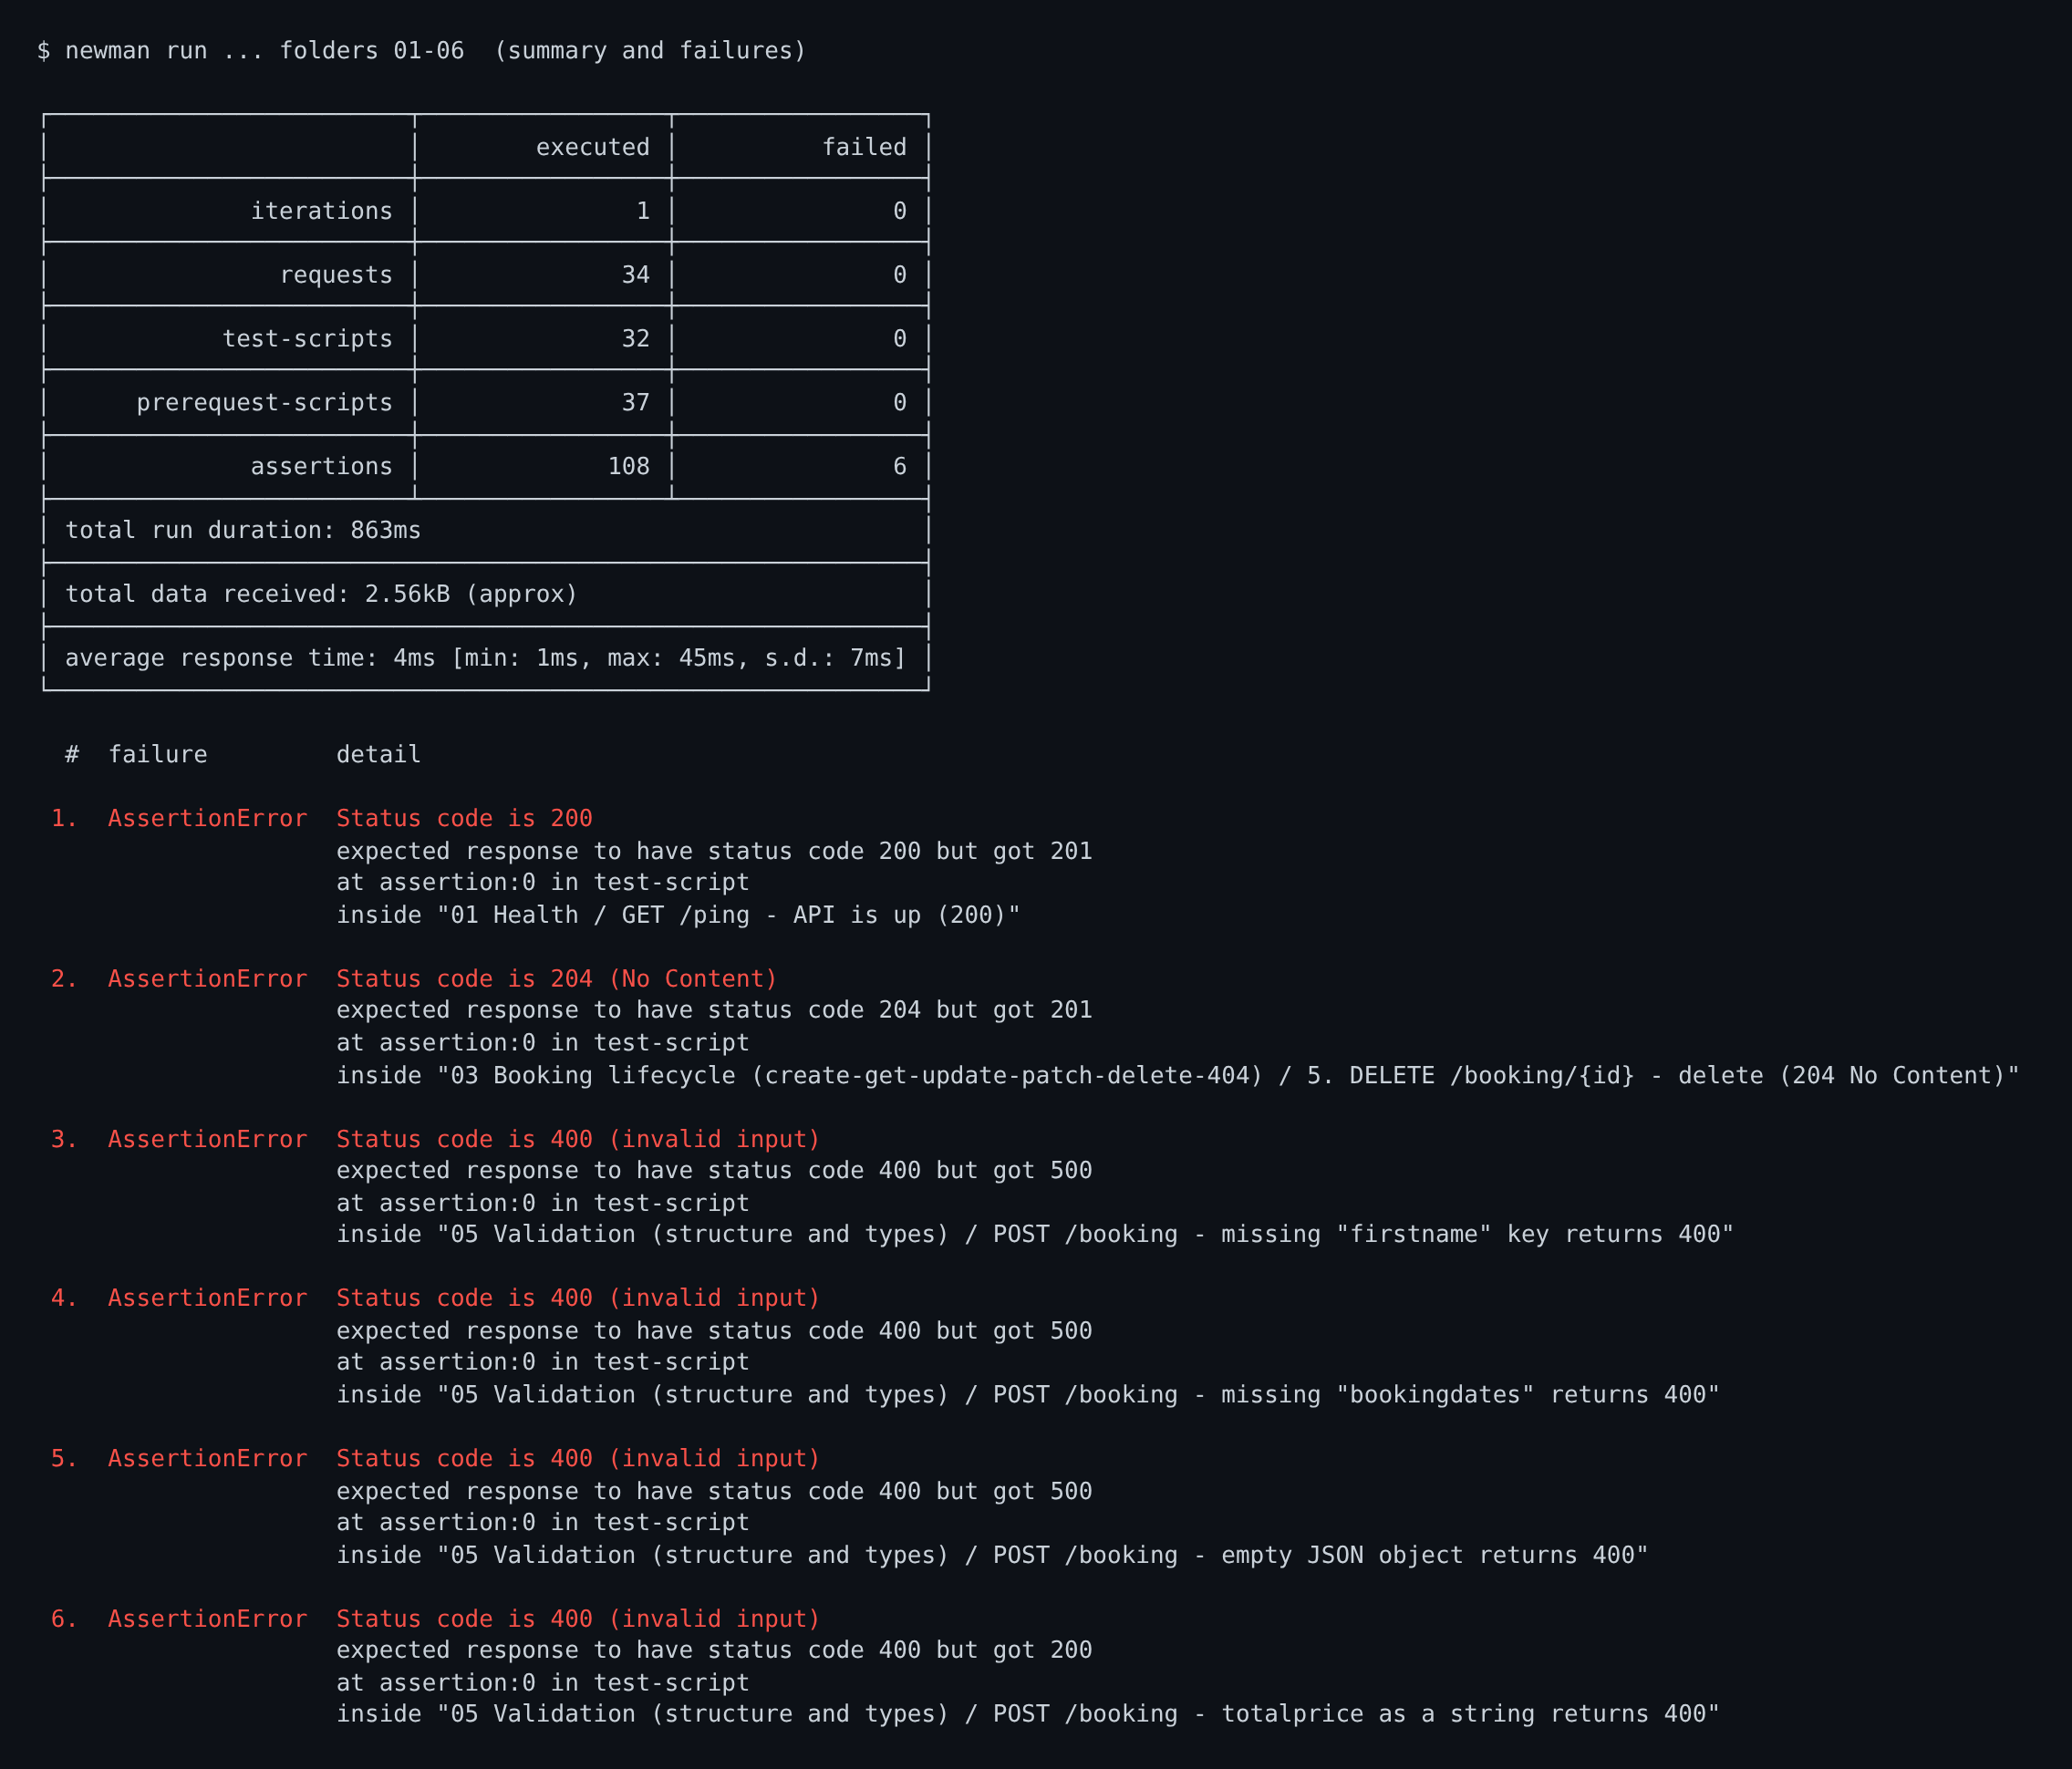 $ newman run ... folders 01-06  (summary and failures)
executed failed
iterations 1 0
requests 34 0
test-scripts 32 0
prerequest-scripts 37 0
assertions 108 6
total run duration: 863ms
total data received: 2.56kB (approx)
average response time: 4ms [min: 1ms, max: 45ms, s.d.: 7ms]
# failure detail
1. AssertionError Status code is 200
expected response to have status code 200 but got 201
at assertion:0 in test-script
inside "01 Health / GET /ping - API is up (200)"
2. AssertionError Status code is 204 (No Content)
expected response to have status code 204 but got 201
at assertion:0 in test-script
inside "03 Booking lifecycle (create-get-update-patch-delete-404) / 5. DELETE /booking/{id} - delete (204 No Content)"
3. AssertionError Status code is 400 (invalid input)
expected response to have status code 400 but got 500
at assertion:0 in test-script
inside "05 Validation (structure and types) / POST /booking - missing "firstname" key returns 400"
4. AssertionError Status code is 400 (invalid input)
expected response to have status code 400 but got 500
at assertion:0 in test-script
inside "05 Validation (structure and types) / POST /booking - missing "bookingdates" returns 400"
5. AssertionError Status code is 400 (invalid input)
expected response to have status code 400 but got 500
at assertion:0 in test-script
inside "05 Validation (structure and types) / POST /booking - empty JSON object returns 400"
6. AssertionError Status code is 400 (invalid input)
expected response to have status code 400 but got 200
at assertion:0 in test-script
inside "05 Validation (structure and types) / POST /booking - totalprice as a string returns 400"